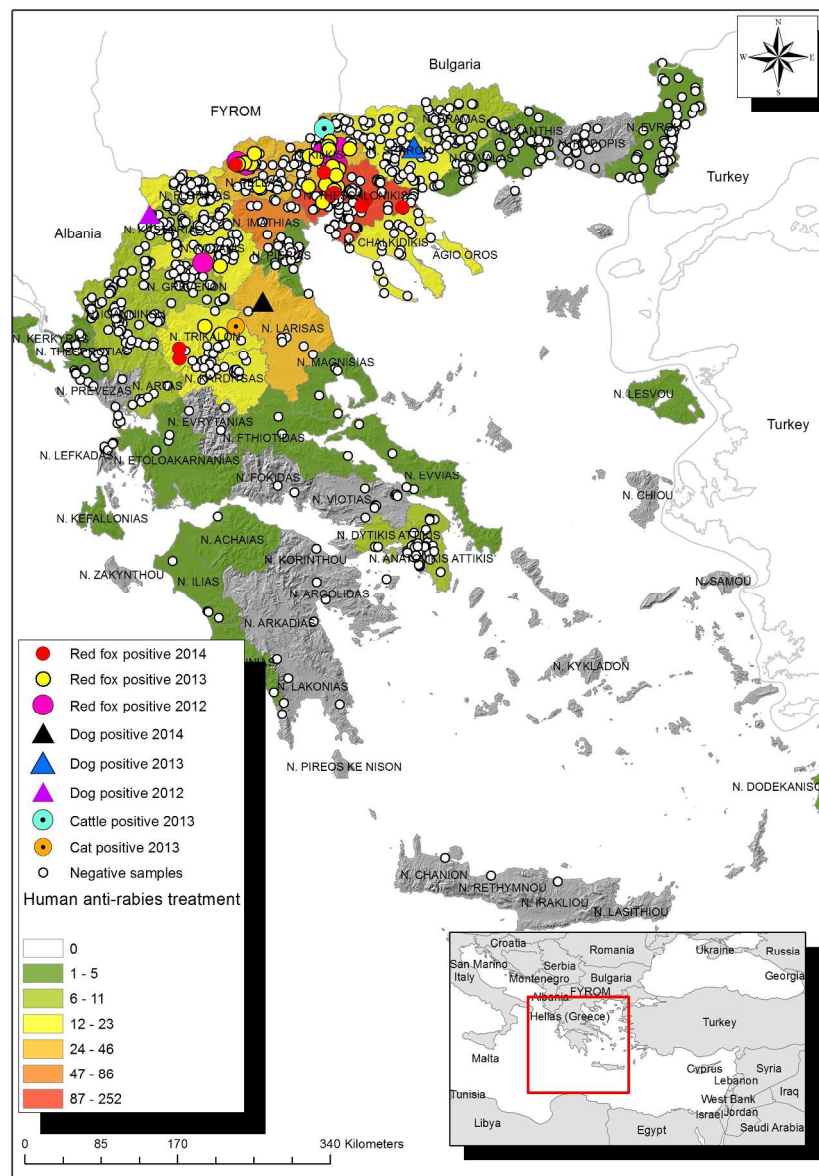 N
W E
S
Bulgaria
FYROM
N. DRAMAS
N. XANTHIS
N. RODOPIS
N. EVROU
N. SERRON
N. KILKIS
N. KAVALAS
N. PELLAS
N. THESSALONIKIS
Turkey
N. FLORINAS
N. IMATHIAS
Albania
N. KASTORIAS
N. CHALKIDIKIS
AGIO OROS
N. KOZANIS
N. PIERIAS
N. GREVENON
N. IOANNINON
N. LARISAS
N. KERKYRAS
N. TRIKALON
N. THESPROTIAS
N. MAGNISIAS
N. KARDITSAS
N. PREVEZAS
N. ARTAS
N. LESVOU
Turkey
N. EVRYTANIAS
N. FTHIOTIDAS
N. LEFKADAS
N. ETOLOAKARNANIAS
N. EVVIAS
N. FOKIDAS
N. VIOTIAS
N. CHIOU
N. KEFALLONIAS
N. DYTIKIS ATTIKIS
N. ACHAIAS
N. KORINTHOU
N. ANATOLIKIS ATTIKIS
N. ZAKYNTHOU
N. ILIAS
N. SAMOU
N. ARGOLIDAS
N. ARKADIAS
N. KYKLADON
N. LAKONIAS
N. PIREOS KE NISON
N. DODEKANISO
N. CHANION
N. RETHYMNOU
N. IRAKLIOU
N. LASITHIOU
Red fox positive 2014
Red fox positive 2013
Red fox positive 2012
Dog positive 2014
Dog positive 2013
Dog positive 2012
Cattle positive 2013
Cat positive 2013
Negative samples
Human anti-rabies treatment
0
1 - 5
6 - 11
12 - 23
24 - 46
47 - 86
87 - 252
0 85 170 340 Kilometers
Croatia
Romania
Ukraine
Russia
San Marino
Serbia
Italy
Montenegro
Bulgaria
Georgia
FYROM
Albania
Hellas (Greece)
Turkey
Malta
Cyprus
Syria
Lebanon
Tunisia
West Bank
Iraq
Israel
Jordan
Libya
Egypt
Saudi Arabia